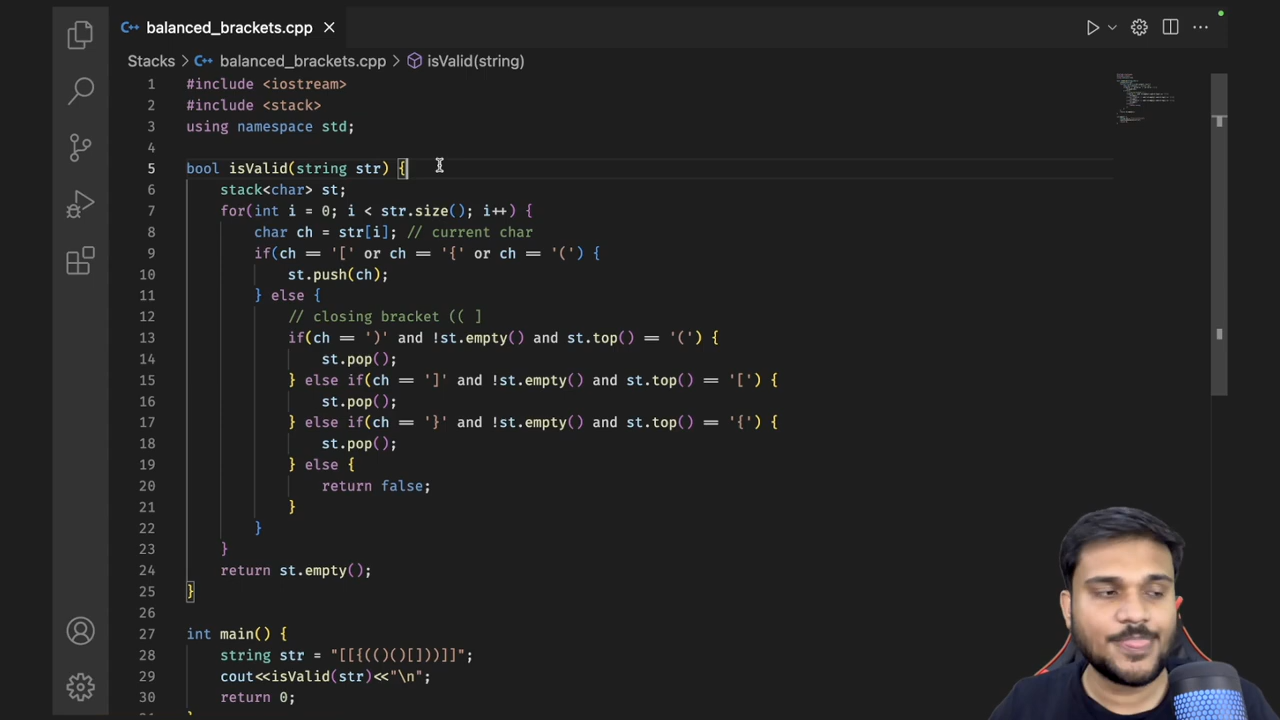 balanced_brackets.cpp
Stacks > balanced_brackets.cpp > isValid(string)
1 #include <iostream>
2 #include <stack>
3 using namespace std;
4
5 bool isValid(string str) {
6 stack<char> st;
7 for(int i = 0; i < str.size(); i++) {
8 char ch = str[i]; // current char
9 if(ch == '[' or ch == '{' or ch == '(') {
10 st.push(ch);
11 } else {
12 // closing bracket (( ]
13 if(ch == ')' and !st.empty() and st.top() == '(') {
14 st.pop();
15 } else if(ch == ']' and !st.empty() and st.top() == '[') {
16 st.pop();
17 } else if(ch == '}' and !st.empty() and st.top() == '{') {
18 st.pop();
19 } else {
20 return false;
21 }
22 }
23 }
24 return st.empty();
25 }
26
27 int main() {
28 string str = "[[{(()()[]))]]";
29 cout<<isValid(str)<<"\n";
30 return 0;